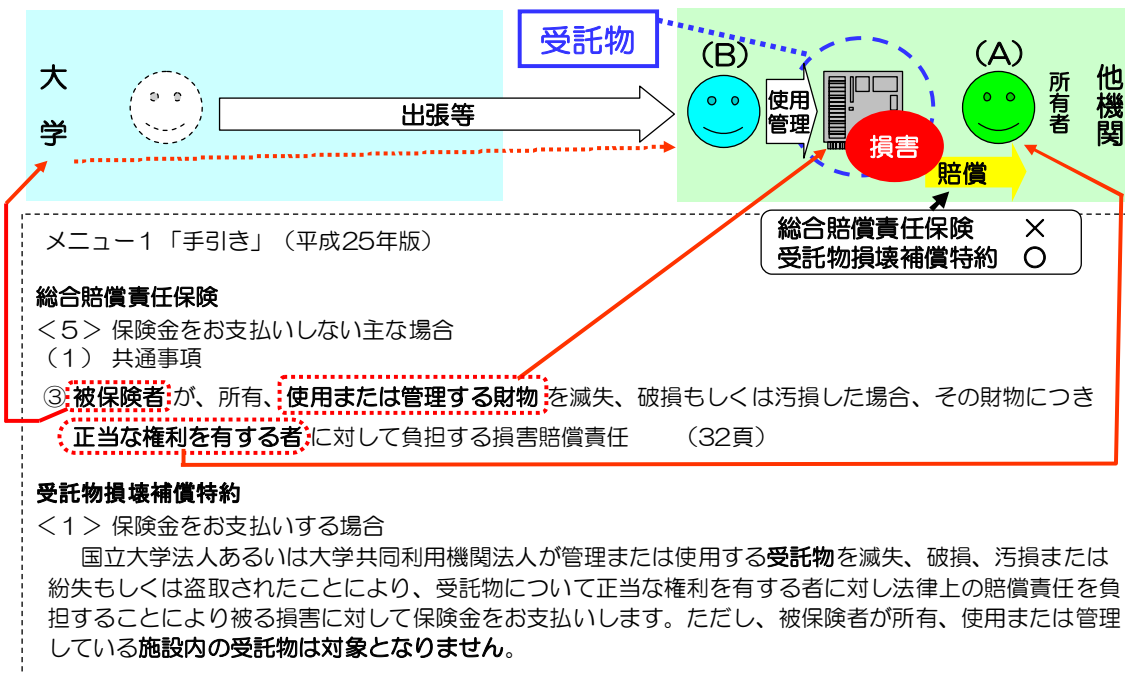 受託物
大学
出張等
(B)
使用
管理
損害
(A)
所有者
他機関
賠償
総合賠償責任保険 ×
受託物損壊補償特約 ○
メニュー1「手引き」(平成25年版)
総合賠償責任保険
<5> 保険金をお支払いしない主な場合
(1) 共通事項
③被保険者が、所有、使用または管理する財物を滅失、破損もしくは汚損した場合、その財物につき
正当な権利を有する者に対して負担する損害賠償責任 (32頁)
受託物損壊補償特約
<1> 保険金をお支払いする場合
国立大学法人あるいは大学共同利用機関法人が管理または使用する受託物を滅失、破損、汚損または
紛失もしくは盗取されたことにより、受託物について正当な権利を有する者に対し法律上の賠償責任を負
担することにより被る損害に対して保険金をお支払いします。ただし、被保険者が所有、使用または管理
している施設内の受託物は対象となりません。